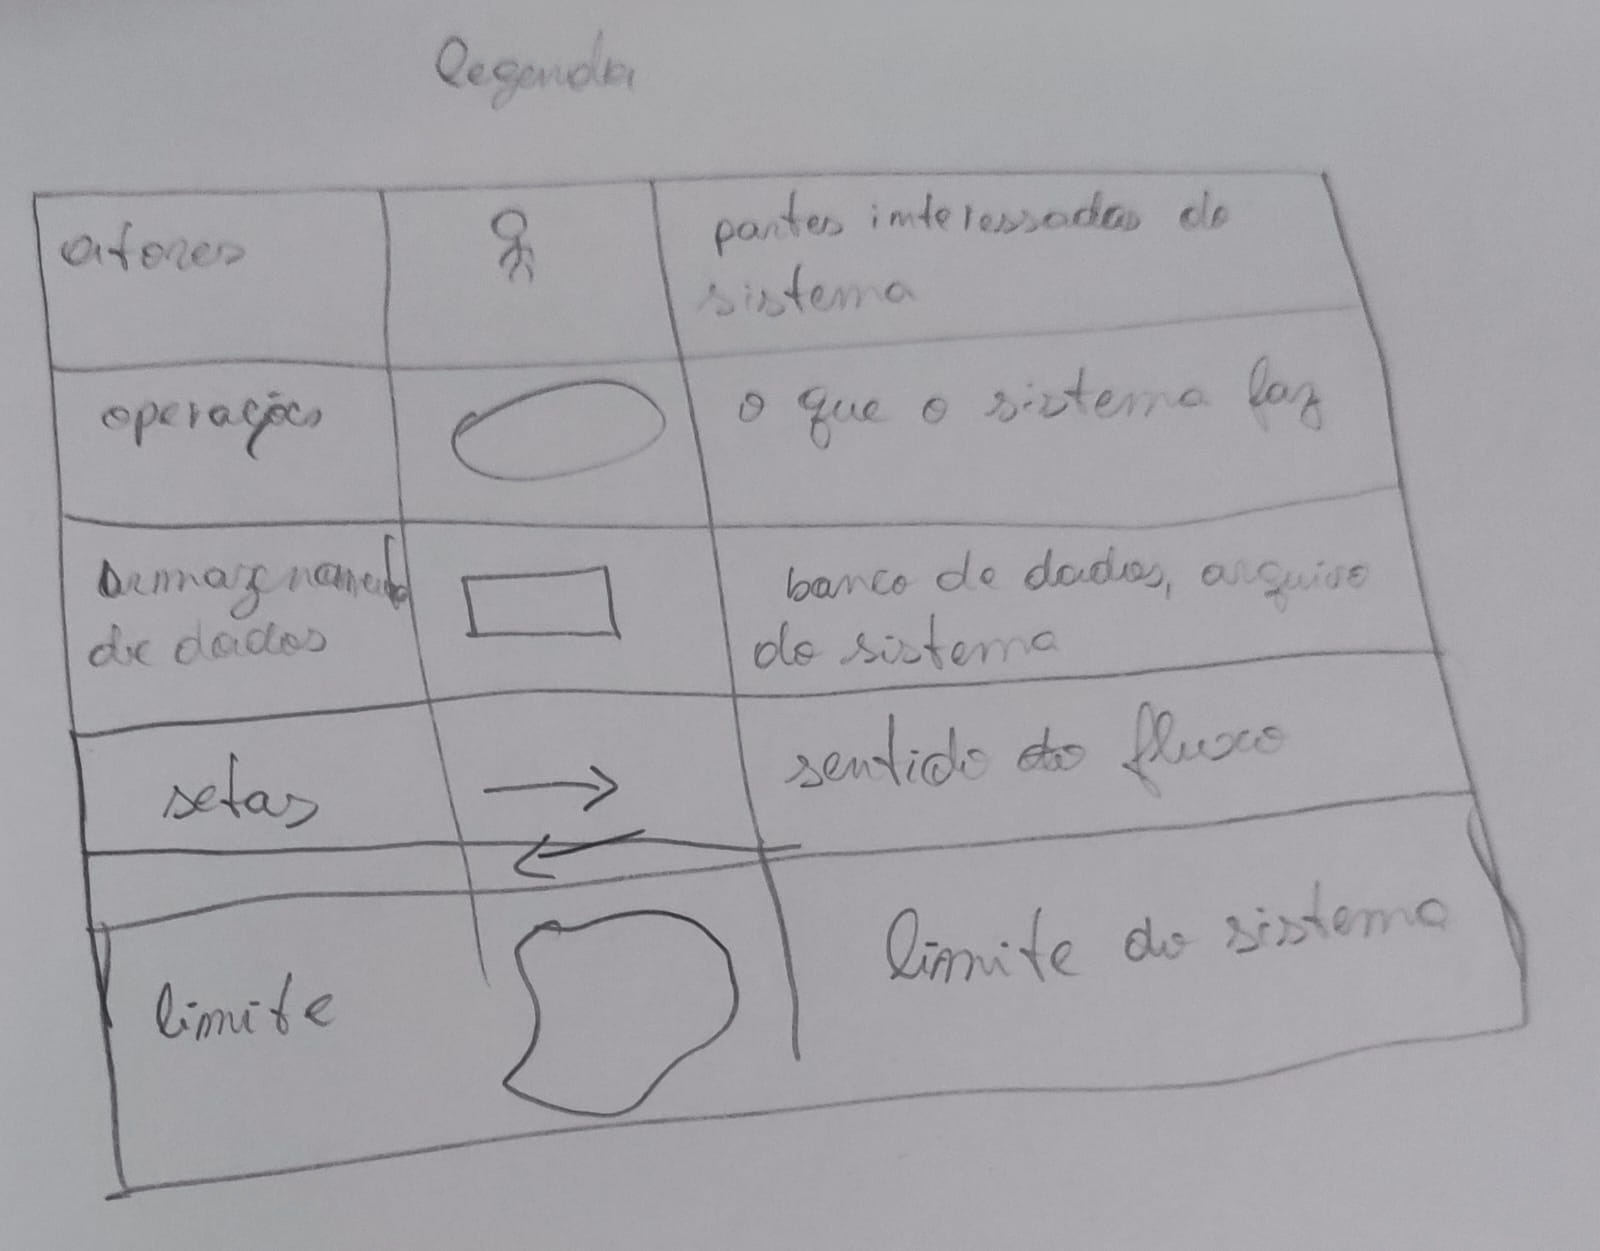 legenda
atores
partes interessadas do
sistema
operações
o que o sistema faz
armazenamento
de dados
banco de dados, arquivo
do sistema
setas
sentido do fluxo
limite
limite do sistema